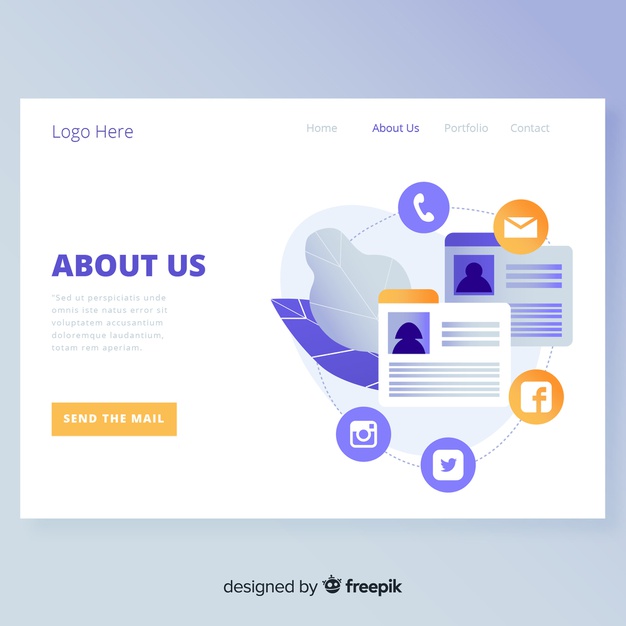 Logo Here
Home About Us Portfolio Contact
ABOUT US
"Sed ut perspiciatis unde
omnis iste natus error sit
voluptatem accusantium
doloremque laudantium,
totam rem aperiam.
SEND THE MAIL
designed by freepik